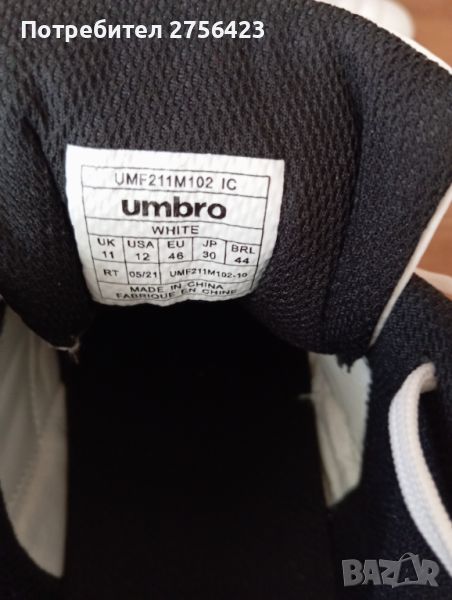 Потребител 2756423
UMF211M102 IC
umbro
WHITE
UK USA EU JP BRL
11 12 46 30 44
RT 05/21 UMF211M102-10
MADE IN CHINA
FABRIQUE EN CHINE
BAZAR